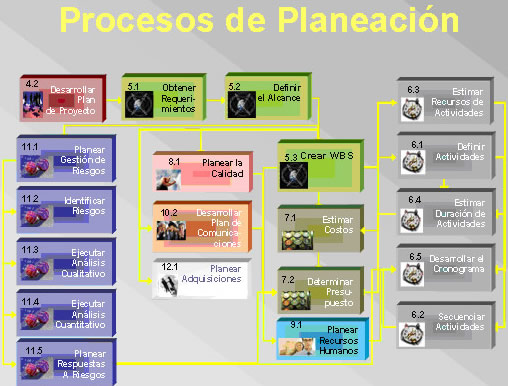 Procesos de Planeación
4.2 Desarrollar
Plan
de Proyecto
5.1 Obtener
Requeri-
mientos
5.2 Definir
el Alcance
6.3 Estimar
Recursos de
Actividades
11.1 Planear
Gestión de
Riesgos
8.1 Planear la
Calidad
5.3 Crear WBS
6.1 Definir
Actividades
11.2 Identificar
Riesgos
10.2 Desarrollar
Plan de
Comunica-
ciones
7.1 Estimar
Costos
6.4 Estimar
Duración de
Actividades
11.3 Ejecutar
Análisis
Cualitativo
12.1 Planear
Adquisiciones
7.2 Determinar
Presu-
puesto
6.5 Desarrollar el
Cronograma
11.4 Ejecutar
Análisis
Cuantitativo
9.1 Planear
Recursos
Humanos
6.2 Secuenciar
Actividades
11.5 Planear
Respuestas
A Riesgos